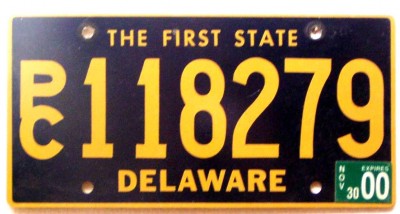 THE FIRST STATE
PC 118279
NOV 30 EXPIRES 00
DELAWARE